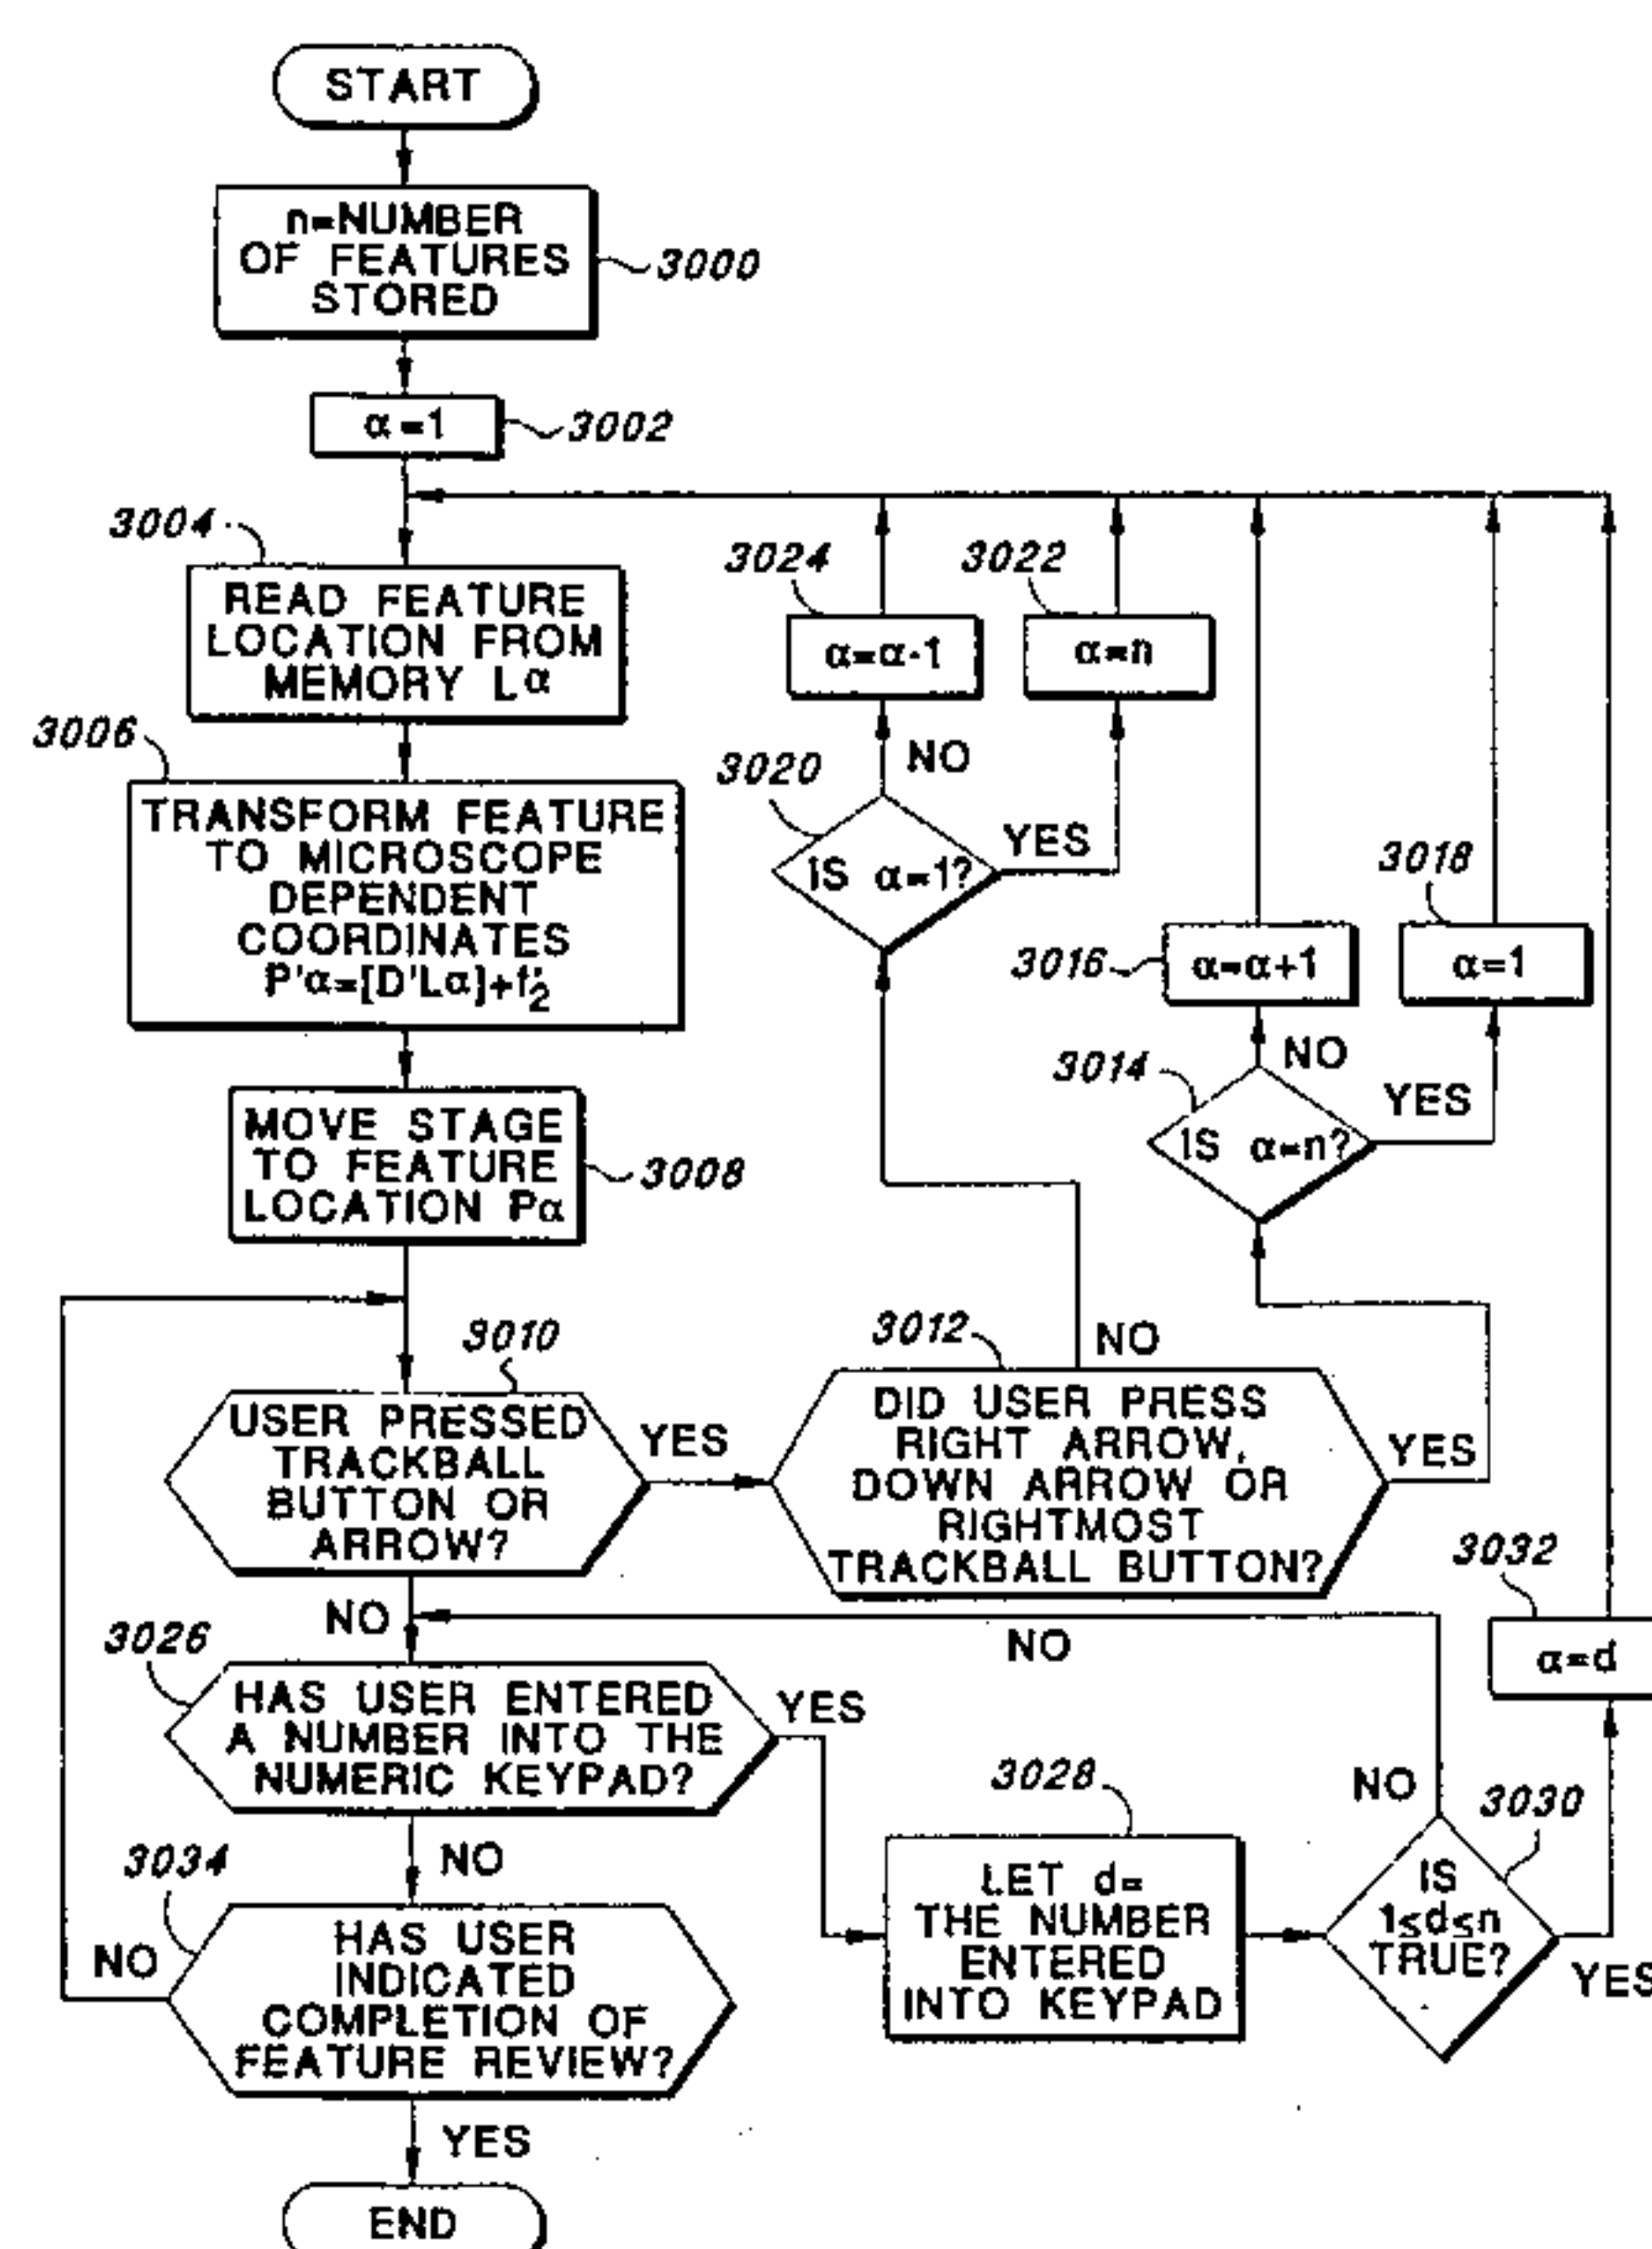 START
n=NUMBER
OF FEATURES
STORED
3000
α=1
3002
3004
READ FEATURE
LOCATION FROM
MEMORY Lα
3006
TRANSFORM FEATURE
TO MICROSCOPE
DEPENDENT
COORDINATES
P'α=[D'Lα]+f'2
MOVE STAGE
TO FEATURE
LOCATION Pα
3008
3010
USER PRESSED
TRACKBALL
BUTTON OR
ARROW?
YES
NO
3012
DID USER PRESS
RIGHT ARROW,
DOWN ARROW OR
RIGHTMOST
TRACKBALL BUTTON?
NO
YES
3014
IS α=n?
NO
YES
3016
α=α+1
3018
α=1
3020
IS α=1?
NO
YES
3024
α=α-1
3022
α=n
3026
HAS USER ENTERED
A NUMBER INTO THE
NUMERIC KEYPAD?
YES
NO
3028
LET d=
THE NUMBER
ENTERED
INTO KEYPAD
3030
IS
1≤d≤n
TRUE?
NO
NO
YES
3032
α=d
3034
HAS USER
INDICATED
COMPLETION OF
FEATURE REVIEW?
NO
YES
END